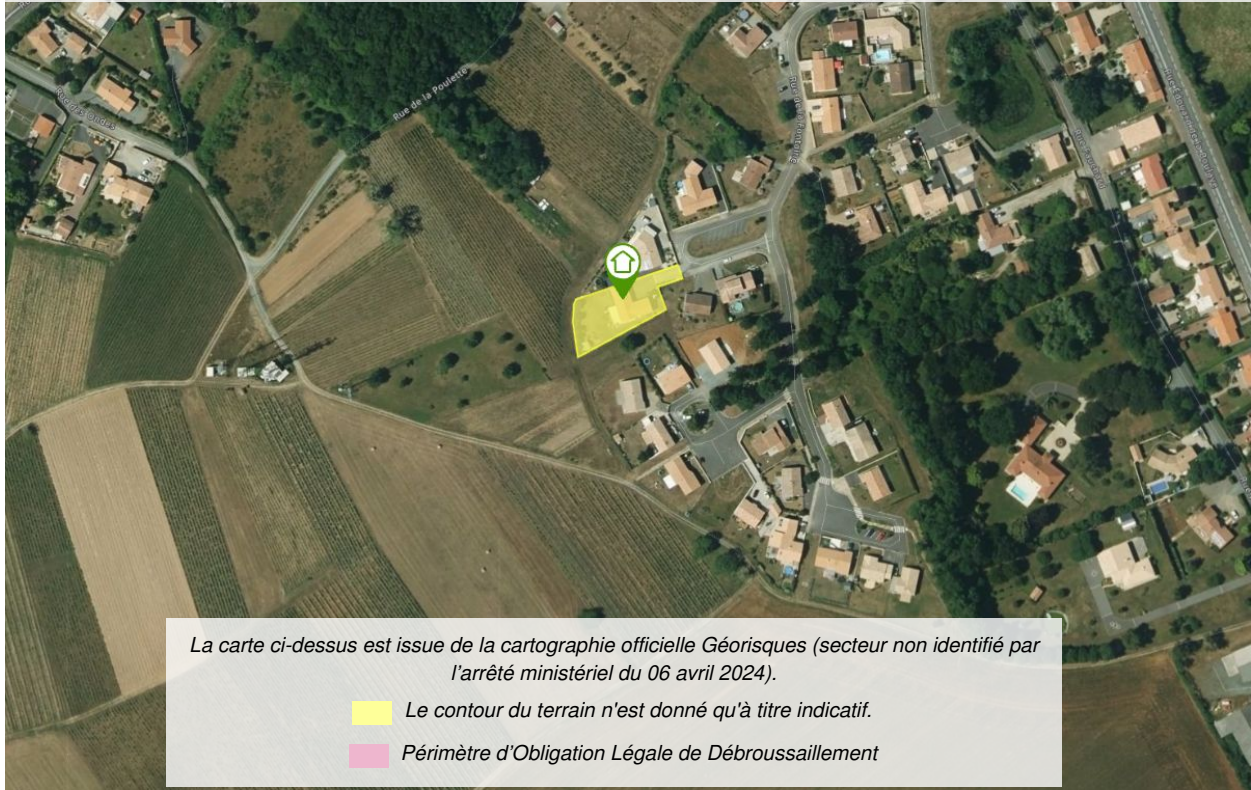 Rue de la Poulette
La carte ci-dessus est issue de la cartographie officielle Géorisques (secteur non identifié par
l'arrêté ministériel du 06 avril 2024).
Le contour du terrain n'est donné qu'à titre indicatif.
Périmètre d'Obligation Légale de Débroussaillement